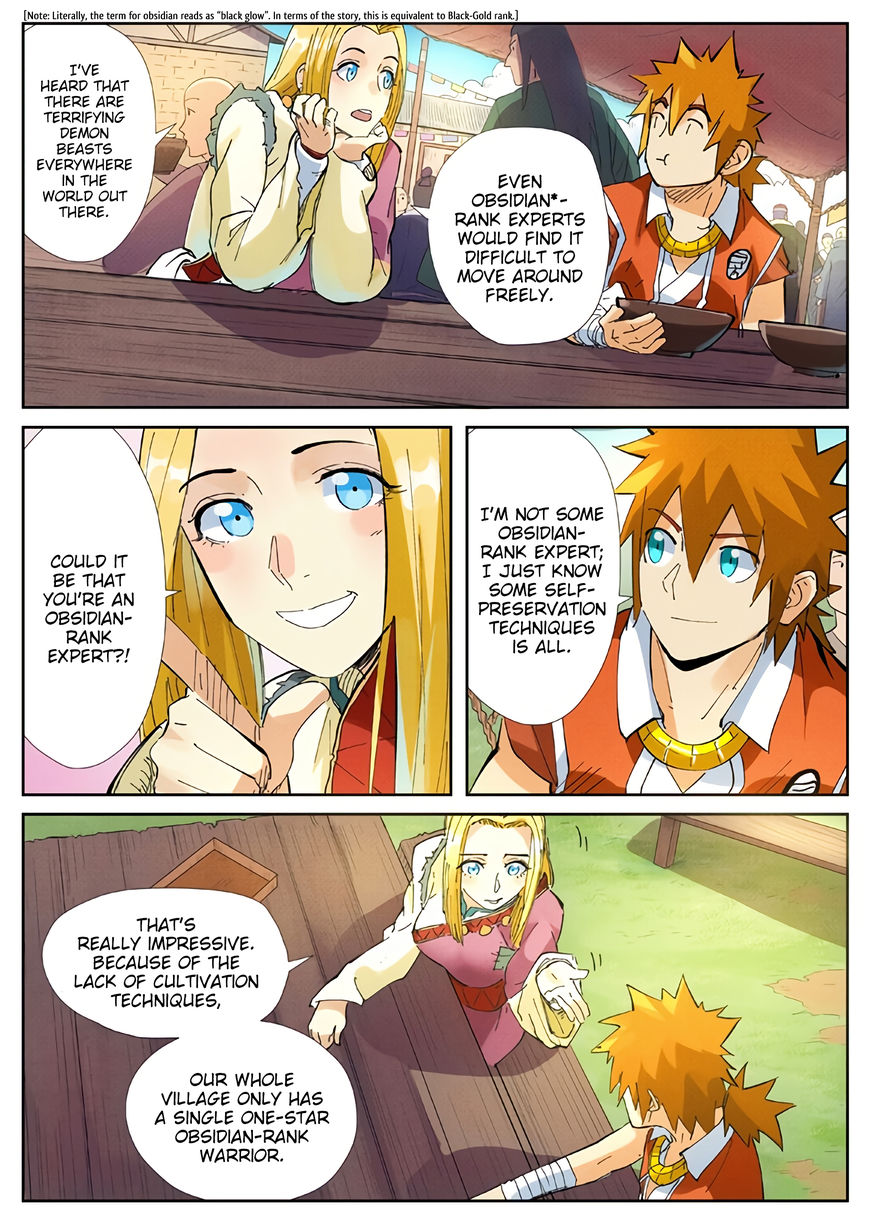 [Note: Literally, the term for obsidian reads as "black glow". In terms of the story, this is equivalent to Black-Gold rank.]
I'VE
HEARD THAT
THERE ARE
TERRIFYING
DEMON
BEASTS
EVERYWHERE
IN THE
WORLD OUT
THERE.
EVEN
OBSIDIAN*-
RANK EXPERTS
WOULD FIND IT
DIFFICULT TO
MOVE AROUND
FREELY.
COULD IT
BE THAT
YOU'RE AN
OBSIDIAN-
RANK
EXPERT?!
I'M NOT SOME
OBSIDIAN-
RANK EXPERT;
I JUST KNOW
SOME SELF-
PRESERVATION
TECHNIQUES
IS ALL.
THAT'S
REALLY IMPRESSIVE.
BECAUSE OF THE
LACK OF CULTIVATION
TECHNIQUES,
OUR WHOLE
VILLAGE ONLY HAS
A SINGLE ONE-STAR
OBSIDIAN-RANK
WARRIOR.